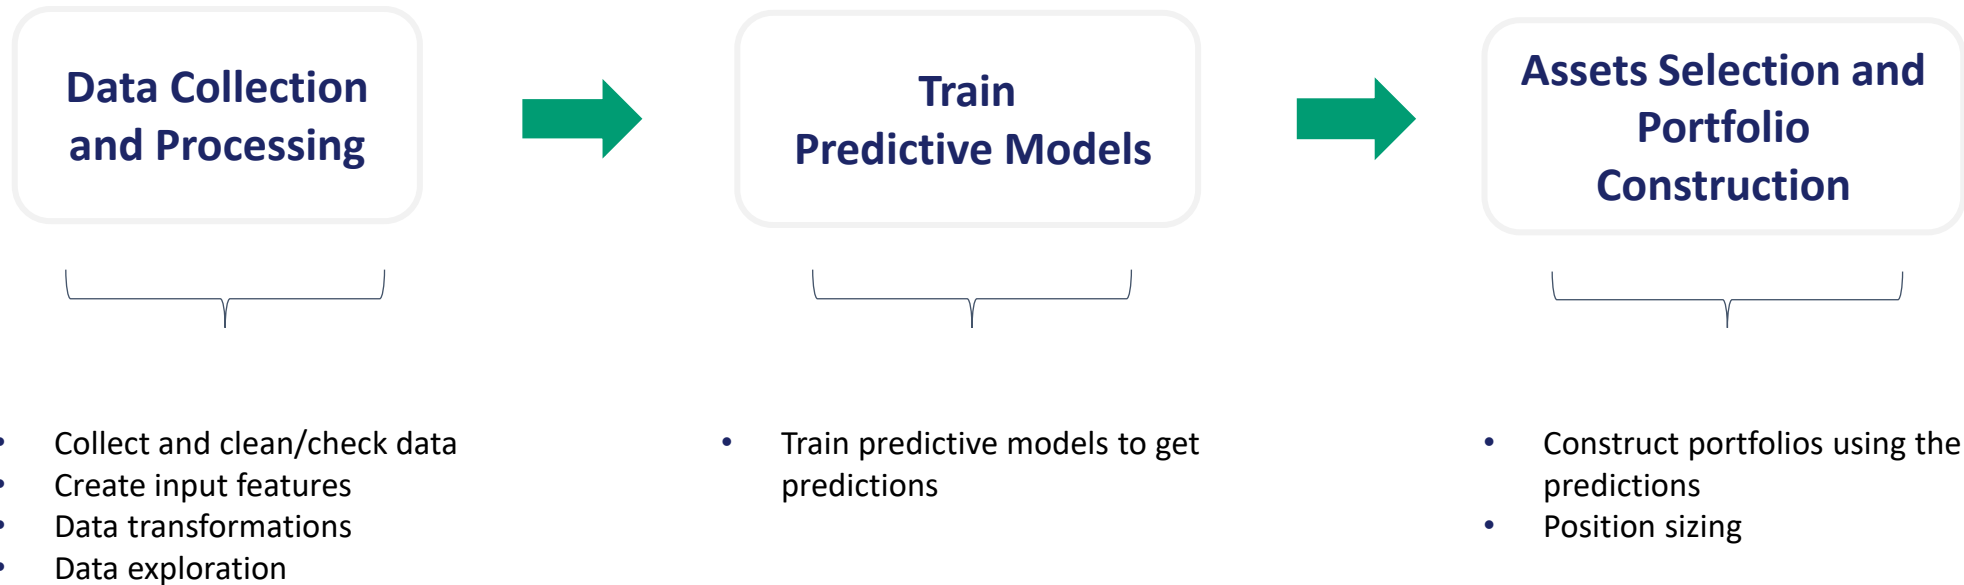 Data Collection
and Processing
Train
Predictive Models
Assets Selection and
Portfolio
Construction
• Collect and clean/check data
• Create input features
• Data transformations
• Data exploration
• Train predictive models to get
predictions
• Construct portfolios using the
predictions
• Position sizing